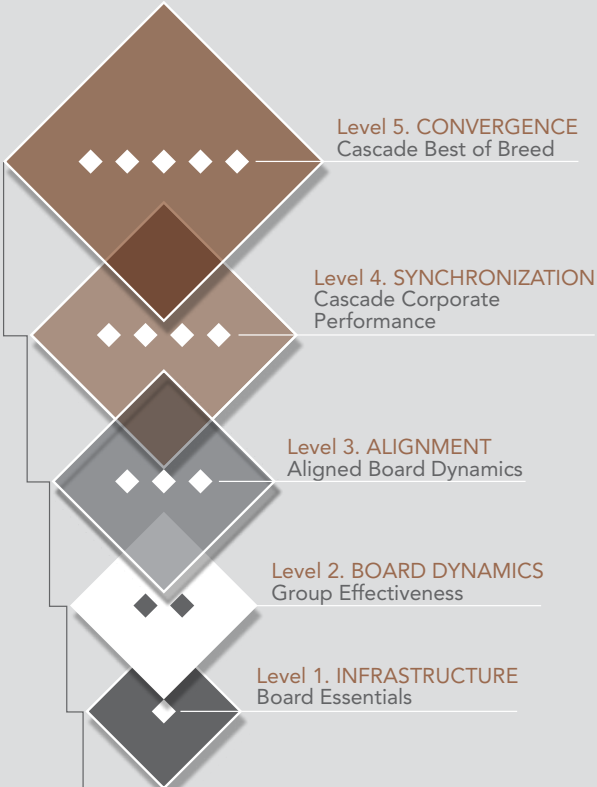 Level 5. CONVERGENCE
Cascade Best of Breed
Level 4. SYNCHRONIZATION
Cascade Corporate
Performance
Level 3. ALIGNMENT
Aligned Board Dynamics
Level 2. BOARD DYNAMICS
Group Effectiveness
Level 1. INFRASTRUCTURE
Board Essentials